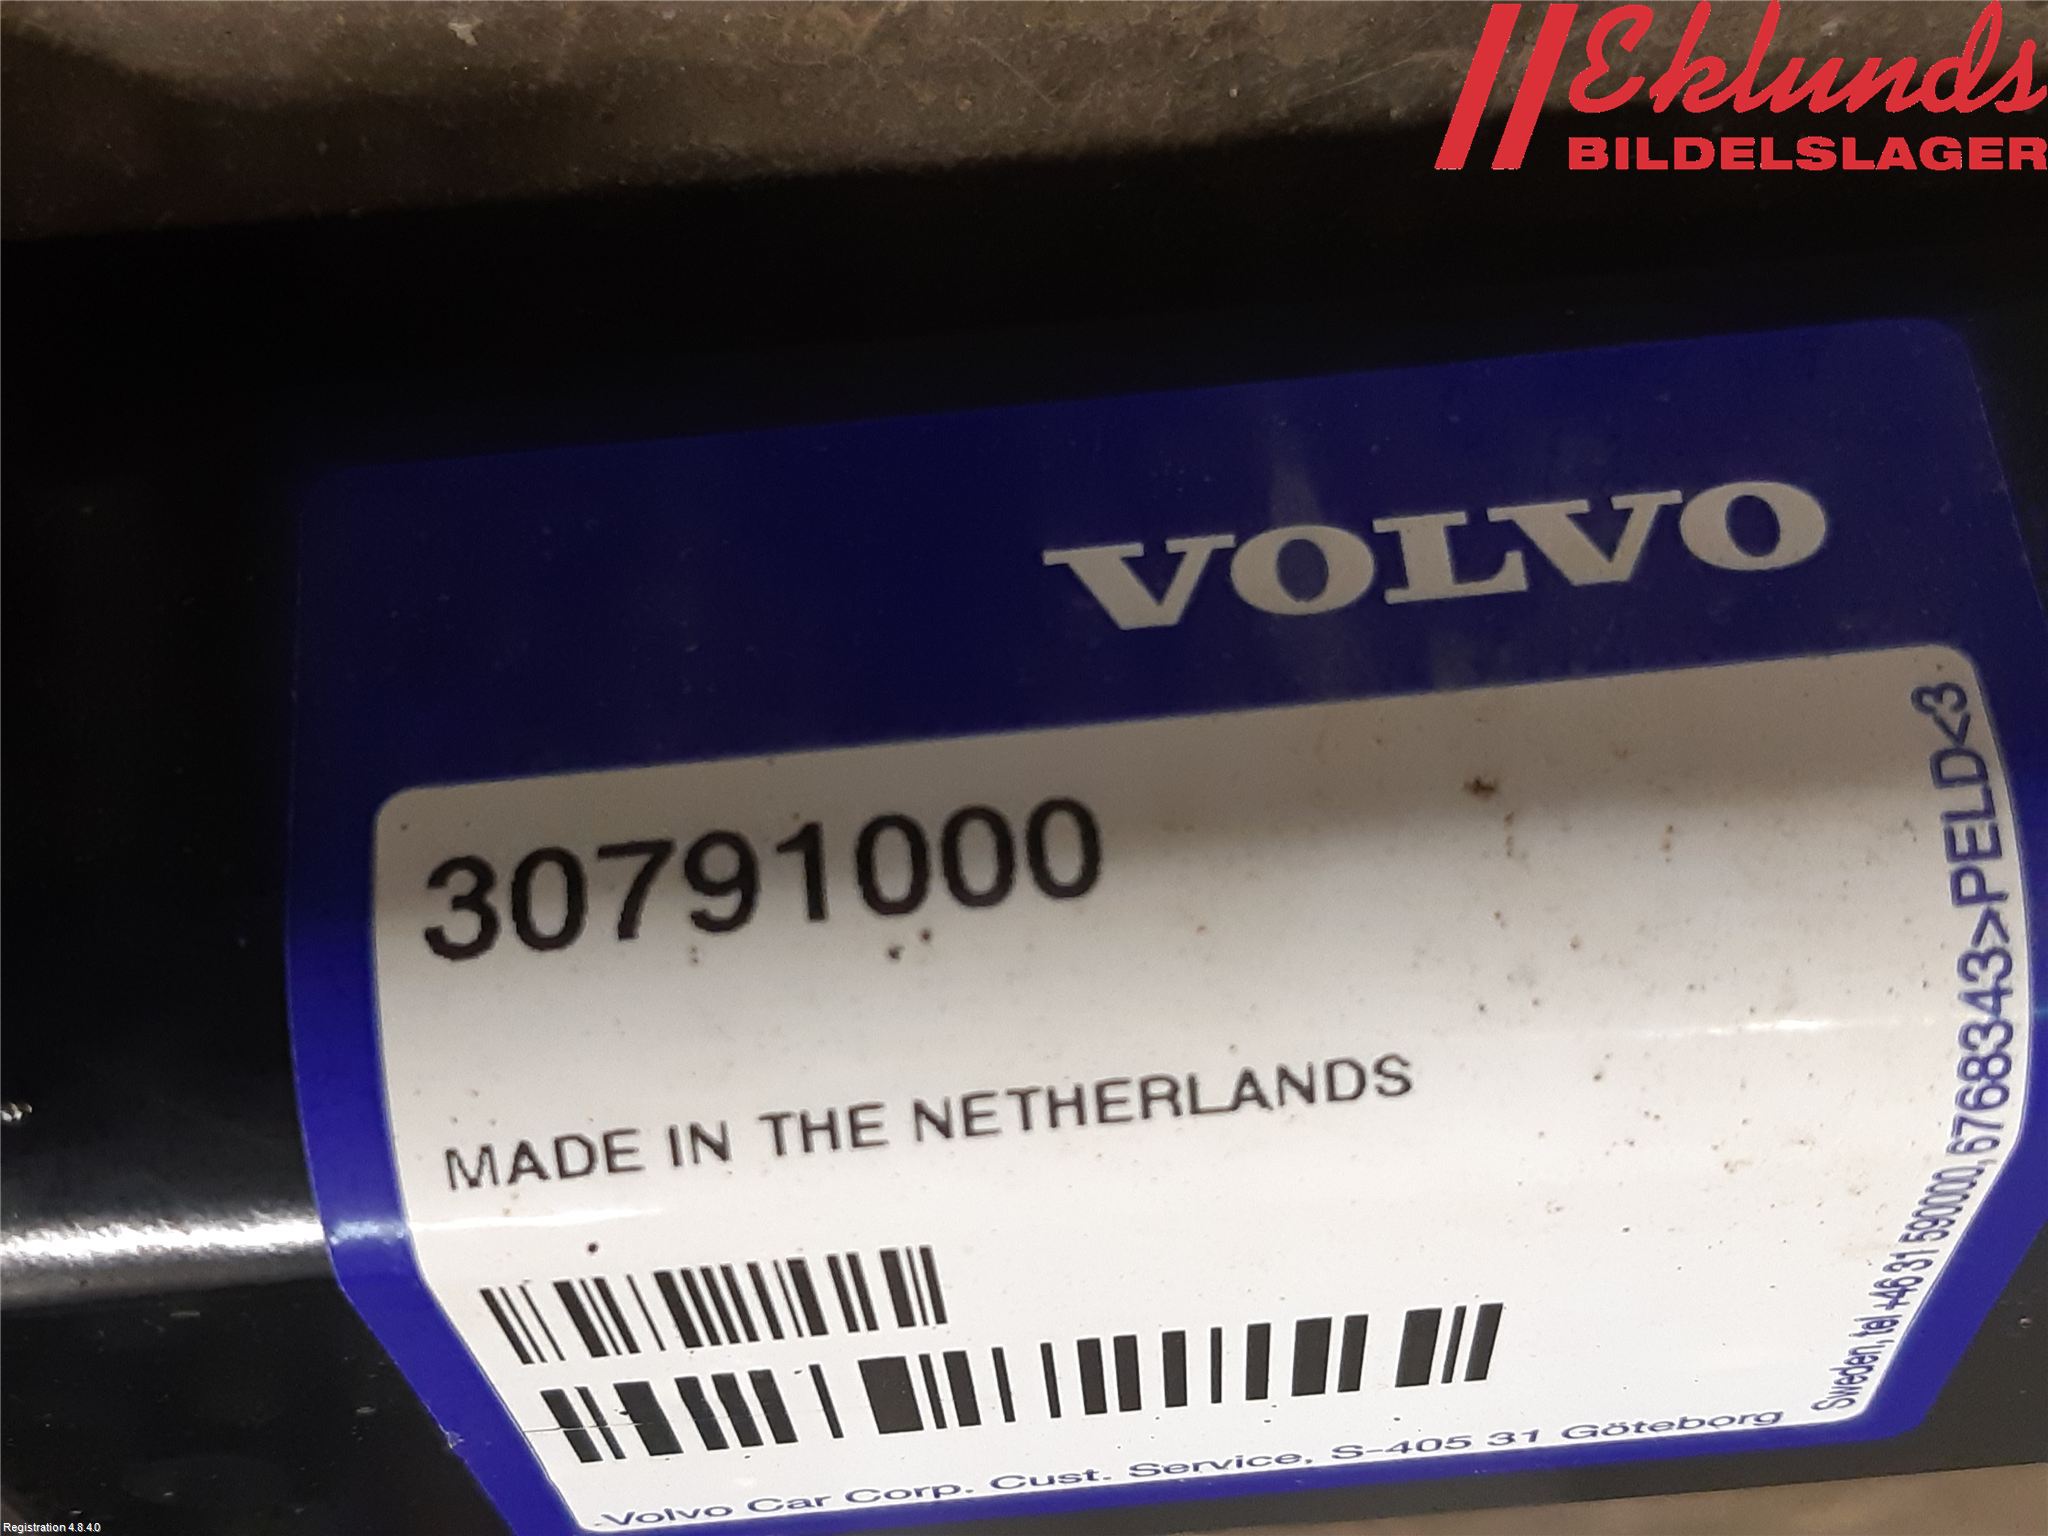 Eklunds
BILDELSLAGER
VOLVO
30791000
MADE IN THE NETHERLANDS
Volvo Car Corp. Cust. Service, S-405 31 Göteborg
Sweden, tel +46 31 590000, 6768343>PELD<3
Registration 4.8.4.0